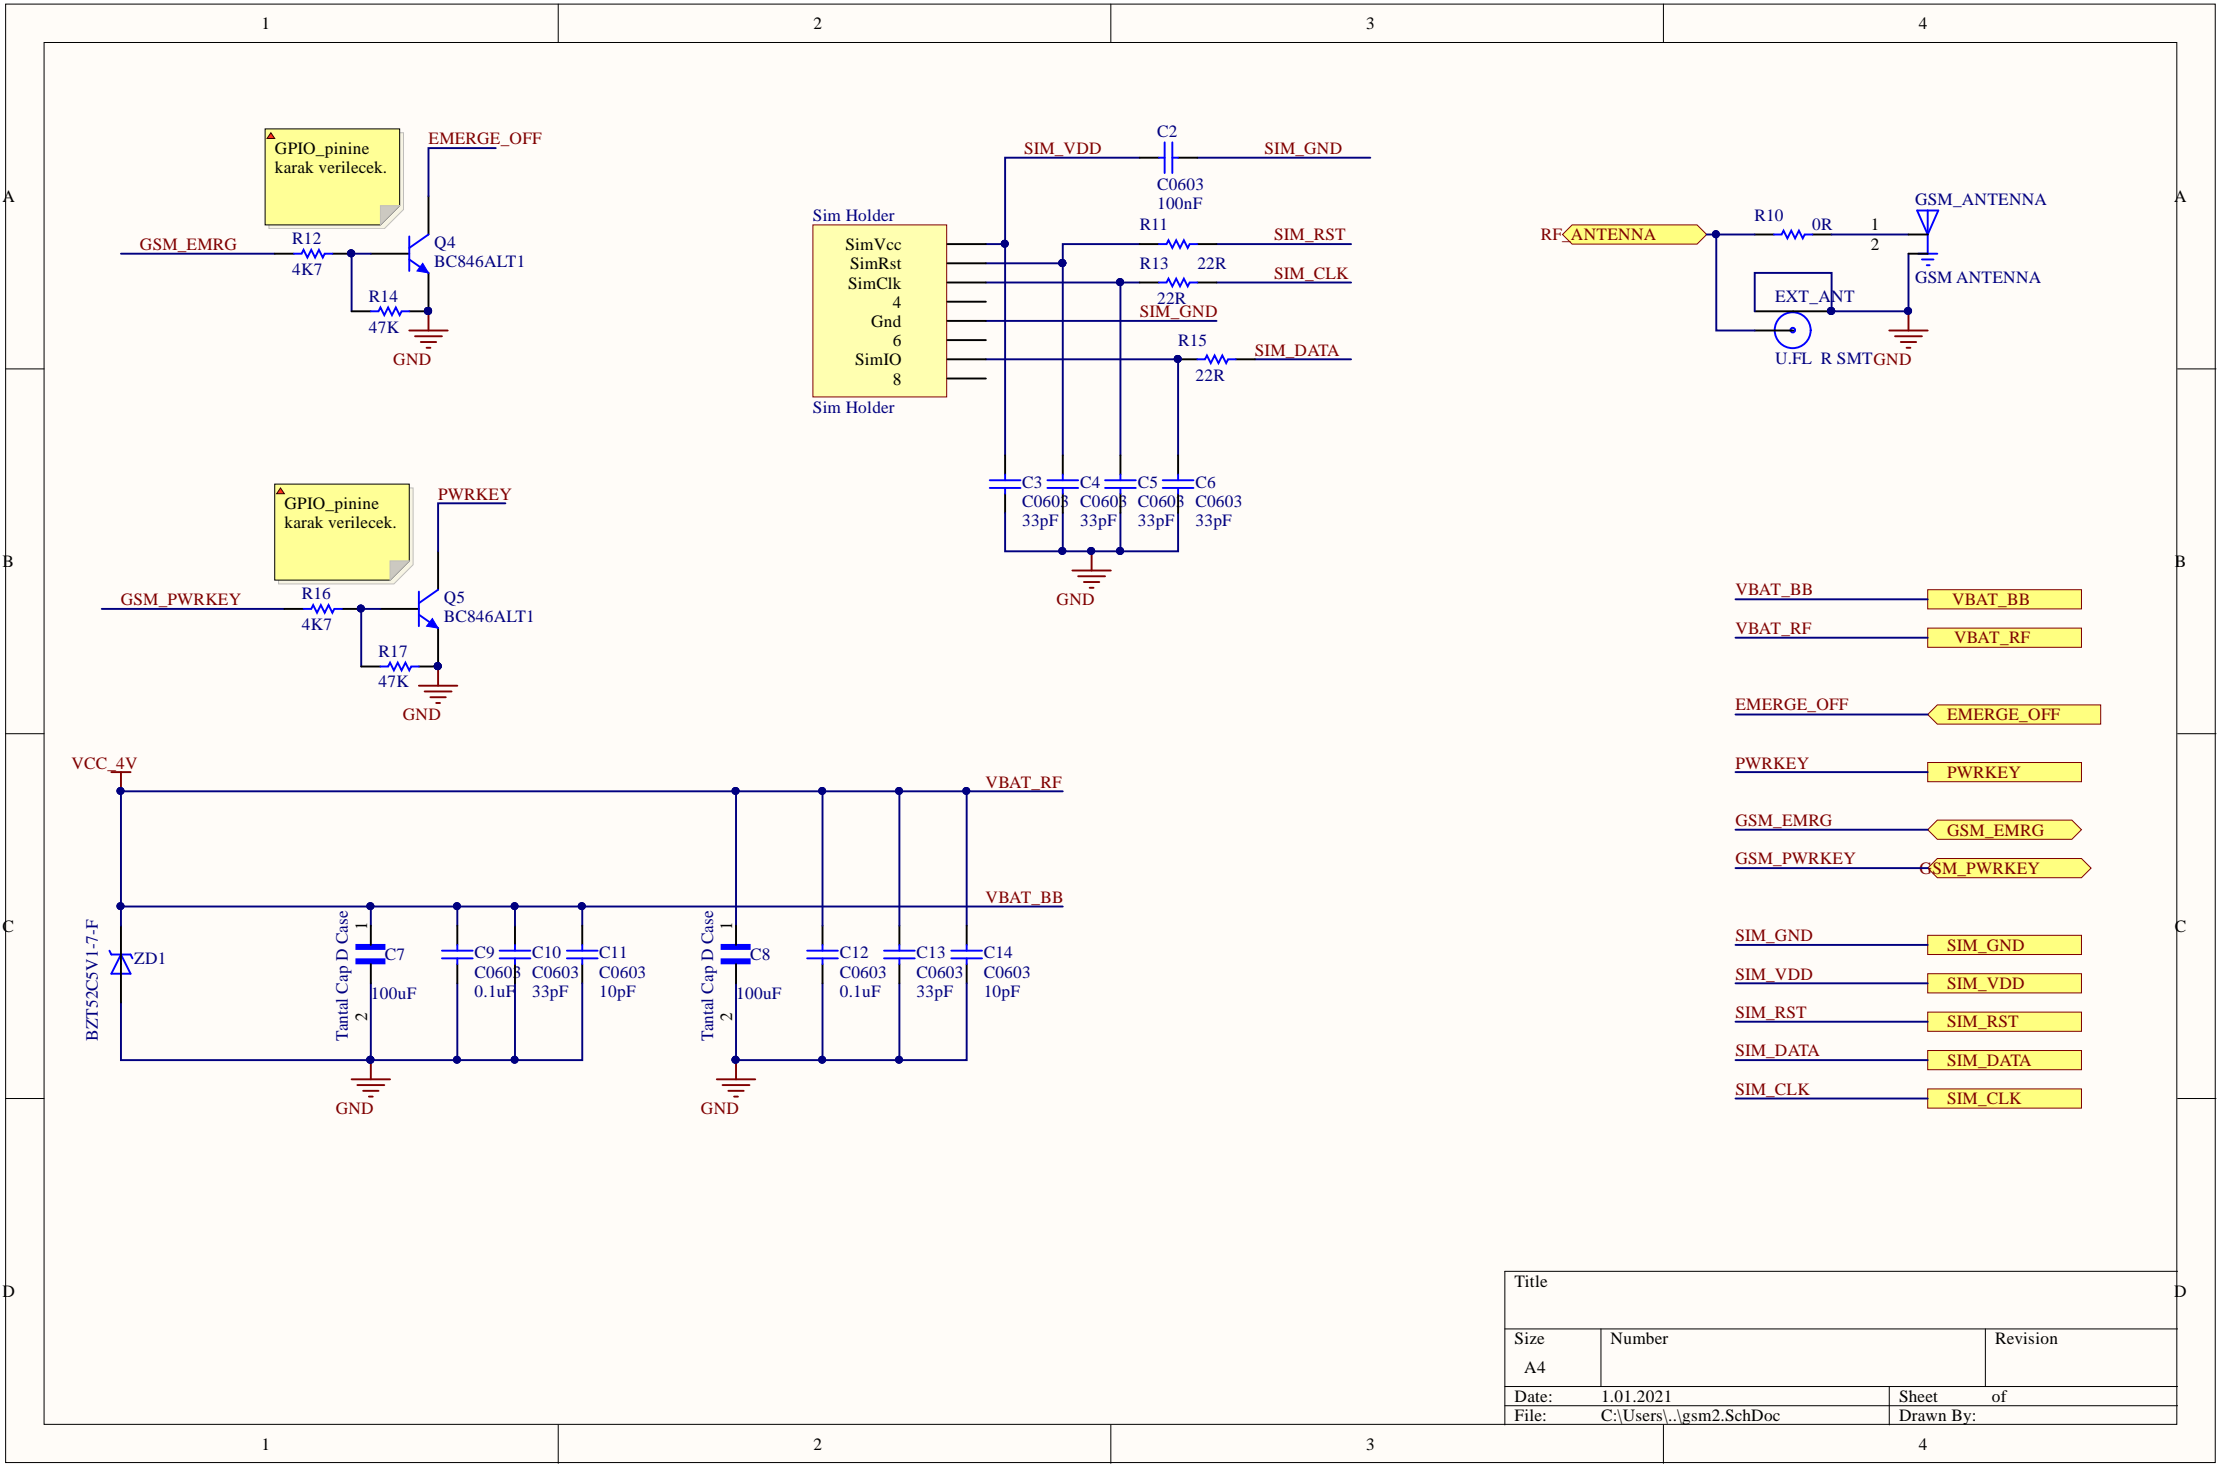 1
2
3
4
A
A
B
B
C
C
D
D
GPIO_pinine
karak verilecek.
EMERGE_OFF
GSM_EMRG
R12
4K7
Q4
BC846ALT1
R14
47K
GND
GPIO_pinine
karak verilecek.
PWRKEY
GSM_PWRKEY
R16
4K7
Q5
BC846ALT1
R17
47K
GND
SIM_VDD
C2
SIM_GND
C0603
100nF
Sim Holder
SimVcc
SimRst
SimClk
4
Gnd
6
SimIO
8
Sim Holder
R11
SIM_RST
R13
22R
SIM_CLK
22R
SIM_GND
R15
SIM_DATA
22R
C3
C0603
33pF
C4
C0603
33pF
C5
C0603
33pF
C6
C0603
33pF
GND
RF_ANTENNA
R10
0R
1
2
GSM_ANTENNA
GSM ANTENNA
EXT_ANT
U.FL R SMT
GND
VCC_4V
VBAT_RF
VBAT_BB
BZT52C5V1-7-F
ZD1
Tantal Cap D Case
1
2
C7
100uF
C9
C0603
0.1uF
C10
C0603
33pF
C11
C0603
10pF
GND
Tantal Cap D Case
1
2
C8
100uF
C12
C0603
0.1uF
C13
C0603
33pF
C14
C0603
10pF
GND
VBAT_BB VBAT_BB
VBAT_RF VBAT_RF
EMERGE_OFF EMERGE_OFF
PWRKEY PWRKEY
GSM_EMRG GSM_EMRG
GSM_PWRKEY GSM_PWRKEY
SIM_GND SIM_GND
SIM_VDD SIM_VDD
SIM_RST SIM_RST
SIM_DATA SIM_DATA
SIM_CLK SIM_CLK
Title
Size Number Revision
A4
Date: 1.01.2021 Sheet of
File: C:\Users\..\gsm2.SchDoc Drawn By:
1
2
3
4